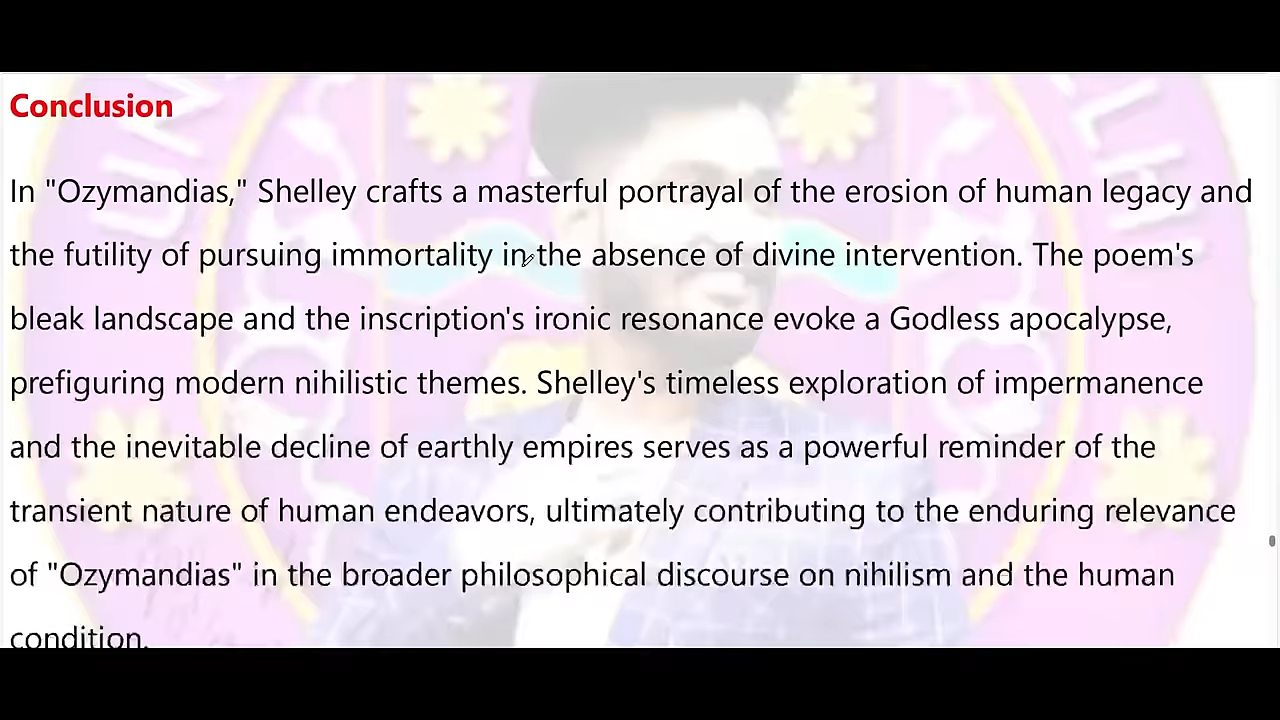 Conclusion
In "Ozymandias," Shelley crafts a masterful portrayal of the erosion of human legacy and
the futility of pursuing immortality in the absence of divine intervention. The poem's
bleak landscape and the inscription's ironic resonance evoke a Godless apocalypse,
prefiguring modern nihilistic themes. Shelley's timeless exploration of impermanence
and the inevitable decline of earthly empires serves as a powerful reminder of the
transient nature of human endeavors, ultimately contributing to the enduring relevance
of "Ozymandias" in the broader philosophical discourse on nihilism and the human
condition.